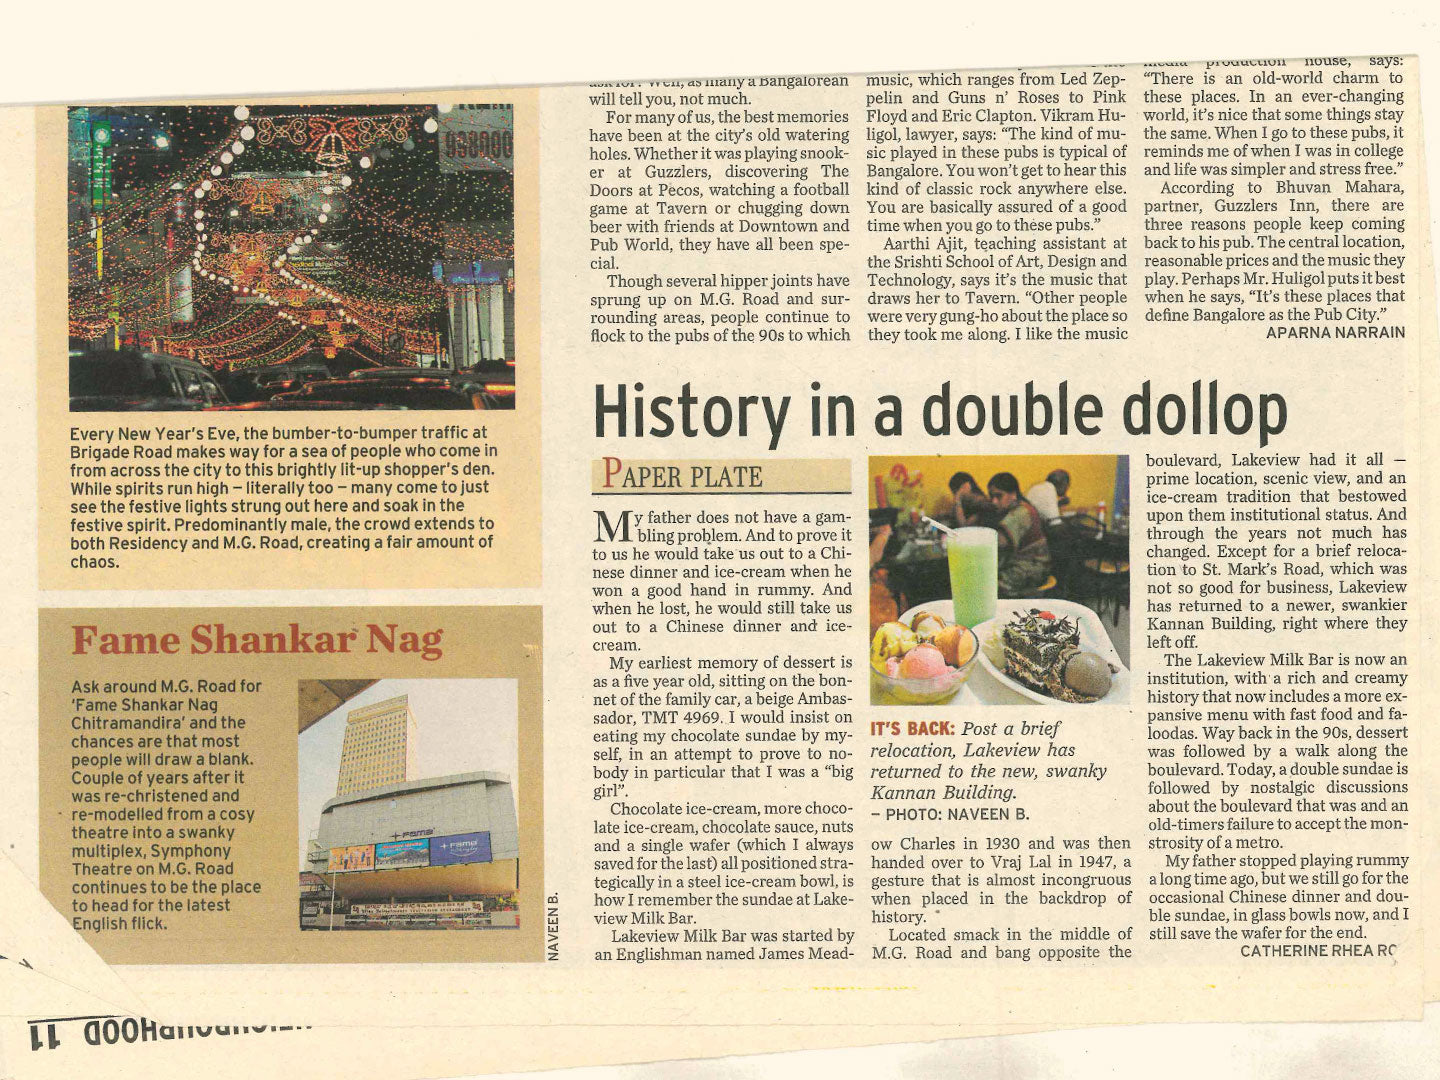 Every New Year's Eve, the bumber-to-bumper traffic at
Brigade Road makes way for a sea of people who come in
from across the city to this brightly lit-up shopper's den.
While spirits run high – literally too – many come to just
see the festive lights strung out here and soak in the
festive spirit. Predominantly male, the crowd extends to
both Residency and M.G. Road, creating a fair amount of
chaos.
Fame Shankar Nag
Ask around M.G. Road for
'Fame Shankar Nag
Chitramandira' and the
chances are that most
people will draw a blank.
Couple of years after it
was re-christened and
re-modelled from a cosy
theatre into a swanky
multiplex, Symphony
Theatre on M.G. Road
continues to be the place
to head for the latest
English flick.
FAME
FAME
NAVEEN B.
ask for? Well, as many a Bangalorean
will tell you, not much.
For many of us, the best memories
have been at the city's old watering
holes. Whether it was playing snook-
er at Guzzlers, discovering The
Doors at Pecos, watching a football
game at Tavern or chugging down
beer with friends at Downtown and
Pub World, they have all been spe-
cial.
Though several hipper joints have
sprung up on M.G. Road and sur-
rounding areas, people continue to
flock to the pubs of the 90s to which
music, which ranges from Led Zep-
pelin and Guns n' Roses to Pink
Floyd and Eric Clapton. Vikram Hu-
ligol, lawyer, says: "The kind of mu-
sic played in these pubs is typical of
Bangalore. You won't get to hear this
kind of classic rock anywhere else.
You are basically assured of a good
time when you go to these pubs."
Aarthi Ajit, teaching assistant at
the Srishti School of Art, Design and
Technology, says it's the music that
draws her to Tavern. "Other people
were very gung-ho about the place so
they took me along. I like the music
media production house, says:
"There is an old-world charm to
these places. In an ever-changing
world, it's nice that some things stay
the same. When I go to these pubs, it
reminds me of when I was in college
and life was simpler and stress free."
According to Bhuvan Mahara,
partner, Guzzlers Inn, there are
three reasons people keep coming
back to his pub. The central location,
reasonable prices and the music they
play. Perhaps Mr. Huligol puts it best
when he says, "It's these places that
define Bangalore as the Pub City."
APARNA NARRAIN
History in a double dollop
PAPER PLATE
My father does not have a gam-
bling problem. And to prove it
to us he would take us out to a Chi-
nese dinner and ice-cream when he
won a good hand in rummy. And
when he lost, he would still take us
out to a Chinese dinner and ice-
cream.
My earliest memory of dessert is
as a five year old, sitting on the bon-
net of the family car, a beige Ambas-
sador, TMT 4969. I would insist on
eating my chocolate sundae by my-
self, in an attempt to prove to no-
body in particular that I was a "big
girl".
Chocolate ice-cream, more choco-
late ice-cream, chocolate sauce, nuts
and a single wafer (which I always
saved for the last) all positioned stra-
tegically in a steel ice-cream bowl, is
how I remember the sundae at Lake-
view Milk Bar.
Lakeview Milk Bar was started by
an Englishman named James Mead-
IT'S BACK: Post a brief
relocation, Lakeview has
returned to the new, swanky
Kannan Building.
– PHOTO: NAVEEN B.
ow Charles in 1930 and was then
handed over to Vraj Lal in 1947, a
gesture that is almost incongruous
when placed in the backdrop of
history.
Located smack in the middle of
M.G. Road and bang opposite the
boulevard, Lakeview had it all —
prime location, scenic view, and an
ice-cream tradition that bestowed
upon them institutional status. And
through the years not much has
changed. Except for a brief reloca-
tion to St. Mark's Road, which was
not so good for business, Lakeview
has returned to a newer, swankier
Kannan Building, right where they
left off.
The Lakeview Milk Bar is now an
institution, with a rich and creamy
history that now includes a more ex-
pansive menu with fast food and fa-
loodas. Way back in the 90s, dessert
was followed by a walk along the
boulevard. Today, a double sundae is
followed by nostalgic discussions
about the boulevard that was and an
old-timers failure to accept the mon-
strosity of a metro.
My father stopped playing rummy
a long time ago, but we still go for the
occasional Chinese dinner and dou-
ble sundae, in glass bowls now, and I
still save the wafer for the end.
CATHERINE RHEA
NEIGHBOURHOOD 11